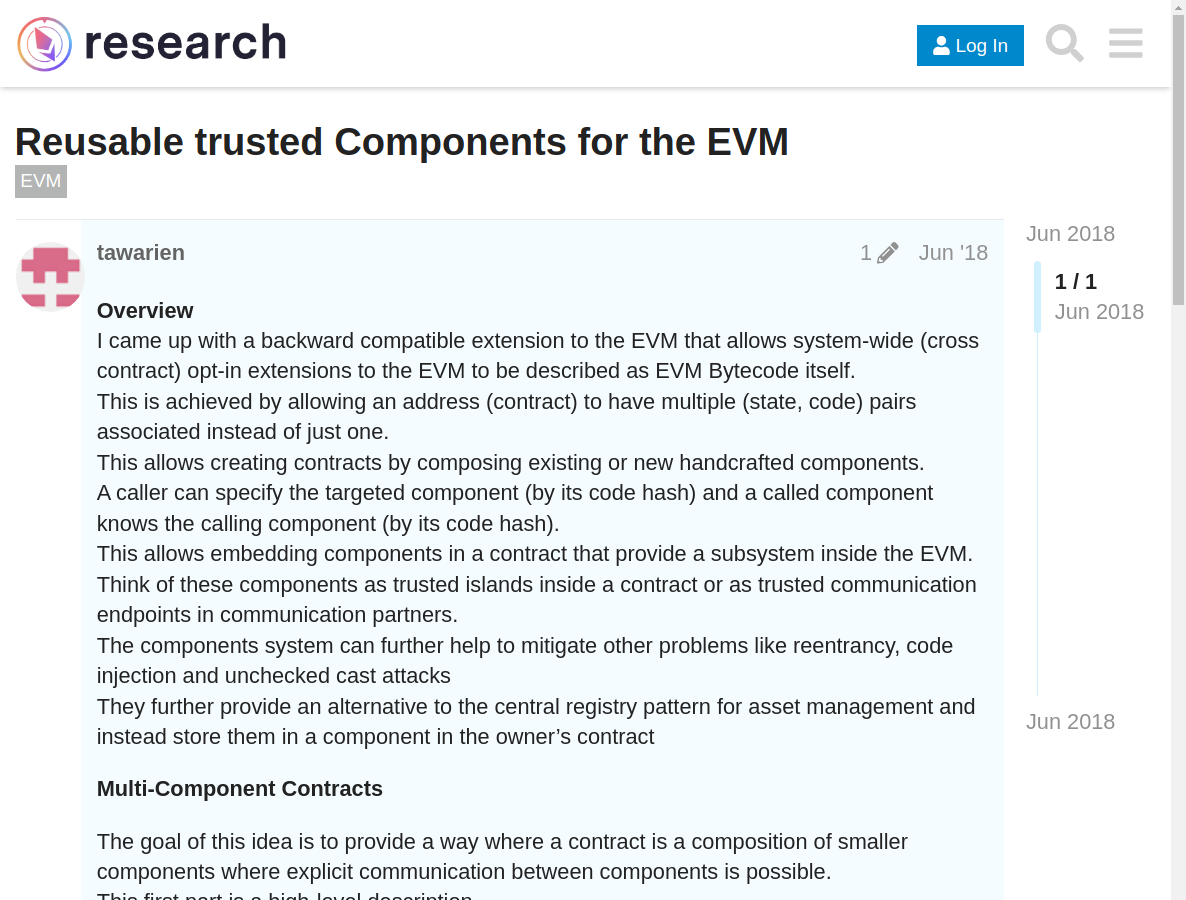 research
Log In
Reusable trusted Components for the EVM
EVM
tawarien
1
Jun '18
Jun 2018
1 / 1
Jun 2018
Overview
I came up with a backward compatible extension to the EVM that allows system-wide (cross
contract) opt-in extensions to the EVM to be described as EVM Bytecode itself.
This is achieved by allowing an address (contract) to have multiple (state, code) pairs
associated instead of just one.
This allows creating contracts by composing existing or new handcrafted components.
A caller can specify the targeted component (by its code hash) and a called component
knows the calling component (by its code hash).
This allows embedding components in a contract that provide a subsystem inside the EVM.
Think of these components as trusted islands inside a contract or as trusted communication
endpoints in communication partners.
The components system can further help to mitigate other problems like reentrancy, code
injection and unchecked cast attacks
They further provide an alternative to the central registry pattern for asset management and
instead store them in a component in the owner’s contract
Jun 2018
Multi-Component Contracts
The goal of this idea is to provide a way where a contract is a composition of smaller
components where explicit communication between components is possible.
This first part is a high-level description